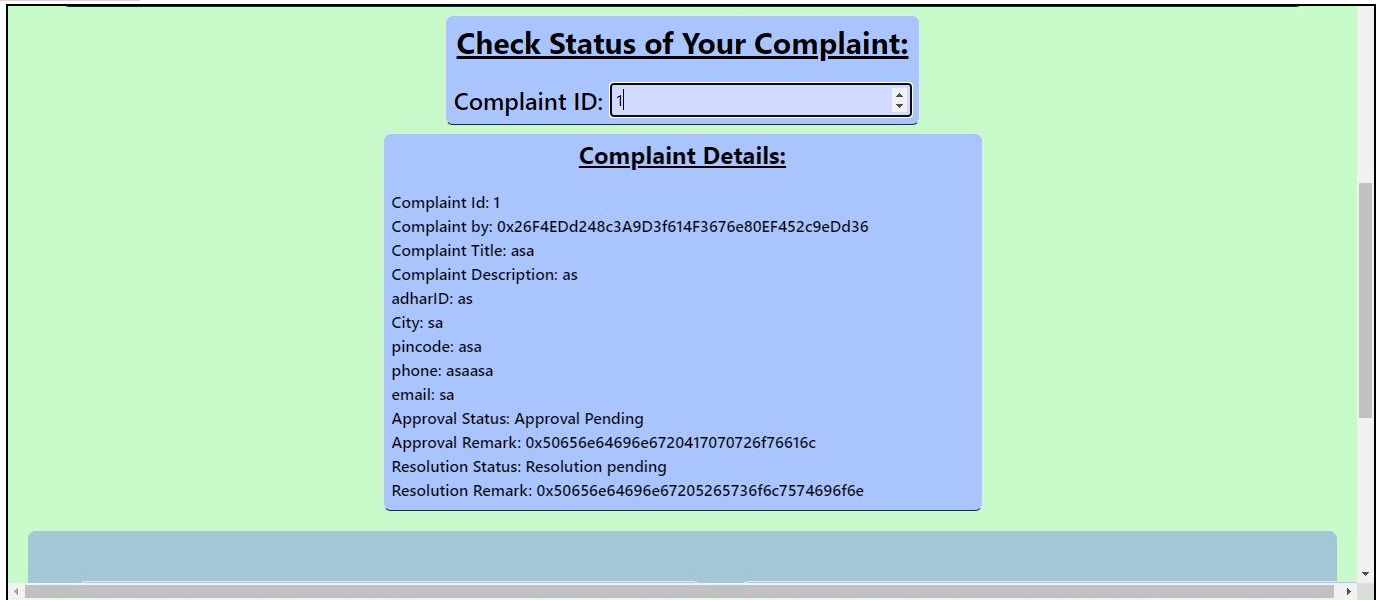 Check Status of Your Complaint:
Complaint ID: 1
Complaint Details:
Complaint Id: 1
Complaint by: 0x26F4EDd248c3A9D3f614F3676e80EF452c9eDd36
Complaint Title: asa
Complaint Description: as
adharID: as
City: sa
pincode: asa
phone: asaasa
email: sa
Approval Status: Approval Pending
Approval Remark: 0x50656e64696e6720417070726f76616c
Resolution Status: Resolution pending
Resolution Remark: 0x50656e64696e67205265736f6c7574696f6e